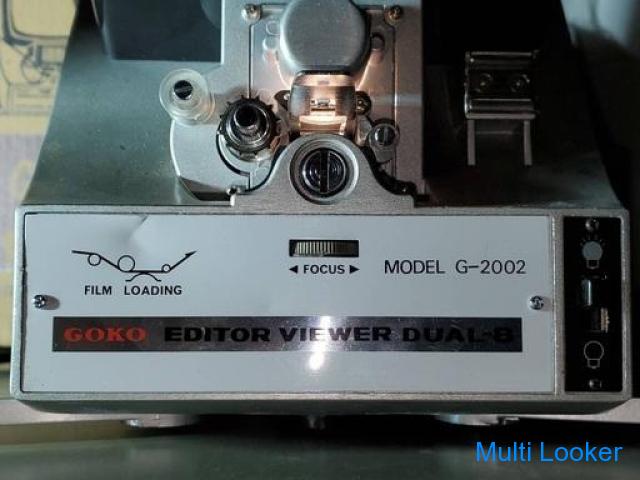 ◄ FOCUS ►
MODEL G-2002
FILM LOADING
GOKO EDITOR VIEWER DUAL-8
Multi Looker